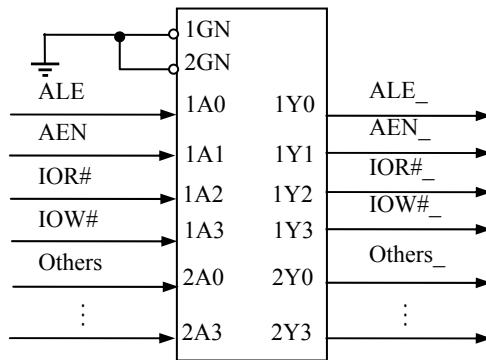 1GN
2GN
ALE 1A0 1Y0 ALE_
AEN 1A1 1Y1 AEN_
IOR# 1A2 1Y2 IOR#_
IOW# 1A3 1Y3 IOW#_
Others 2A0 2Y0 Others_
⋮ ⋮
2A3 2Y3